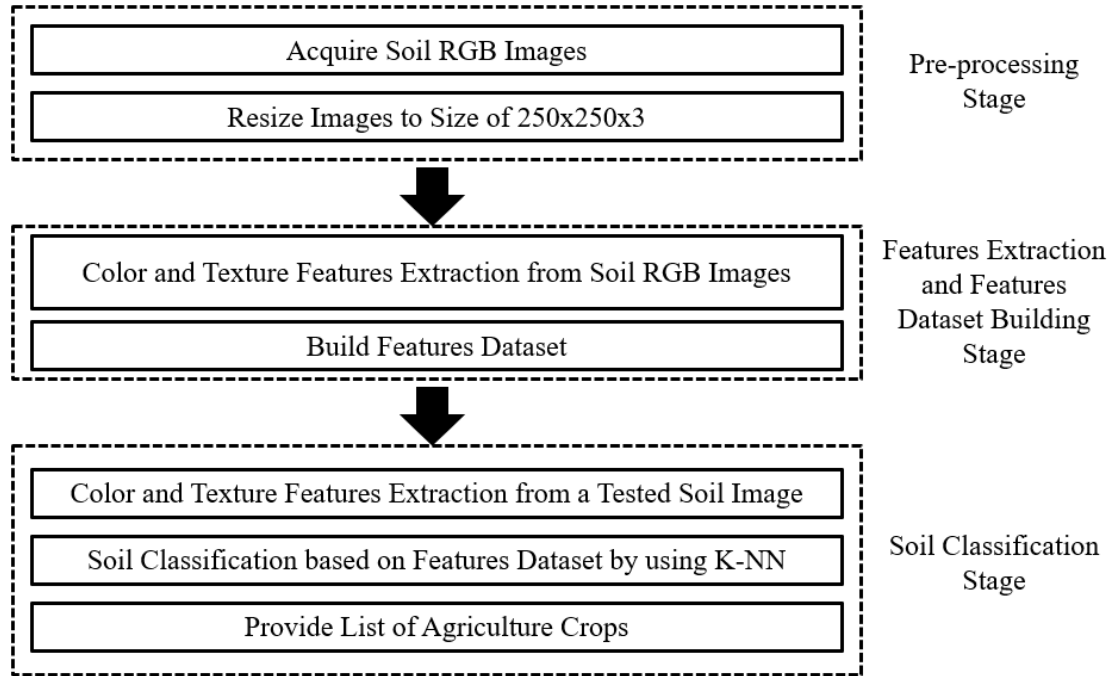 Acquire Soil RGB Images
Resize Images to Size of 250x250x3
Pre-processing
Stage
Color and Texture Features Extraction from Soil RGB Images
Build Features Dataset
Features Extraction
and Features
Dataset Building
Stage
Color and Texture Features Extraction from a Tested Soil Image
Soil Classification based on Features Dataset by using K-NN
Provide List of Agriculture Crops
Soil Classification
Stage